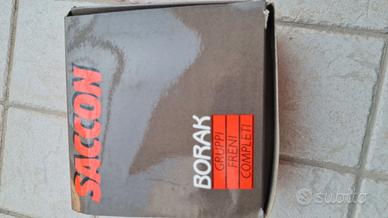 SACCON
BORAK
GRUPPI
FRENI
COMPLETI
subito